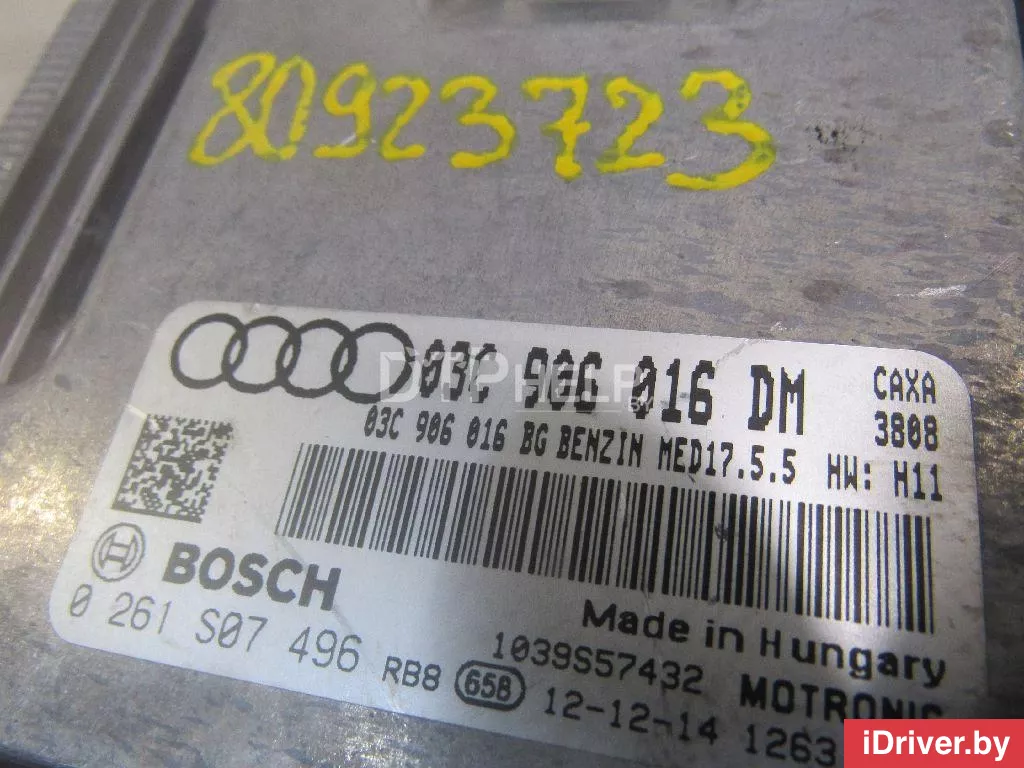 80923723
03C 906 016 DM
CAXA
3808
03C 906 016 BG BENZIN MED17.5.5 HW: H11
BOSCH
0 261 S07 496
Made in Hungary
1039S57432
RB8 658 12-12-14 1263
MOTRONIC
DTPHELP
iDriver.by